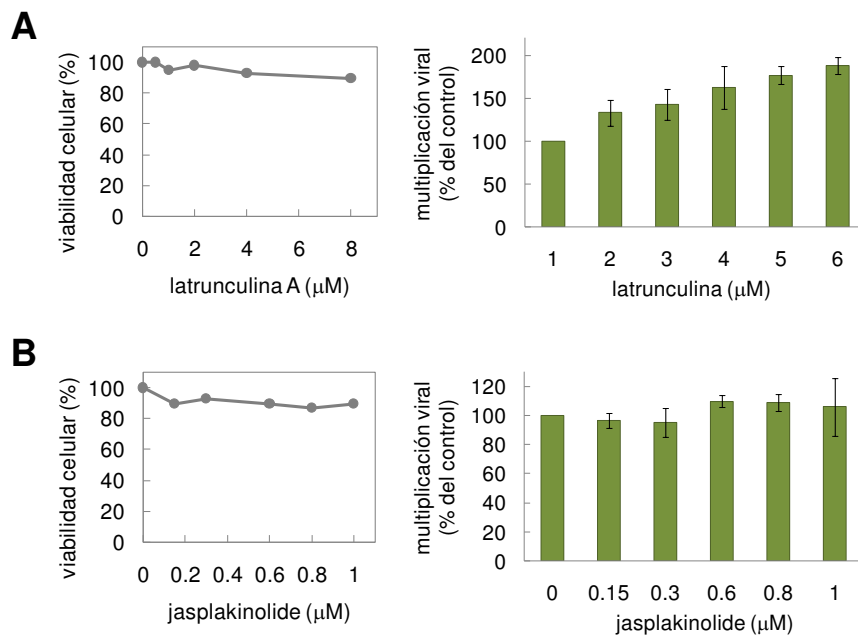 A
viabilidad celular (%)
100
80
60
40
20
0
0 2 4 6 8
latrunculina A (μM)
multiplicación viral
(% del control)
200
150
100
50
0
1 2 3 4 5 6
latrunculina (μM)
B
viabilidad celular (%)
100
80
60
40
20
0
0 0.2 0.4 0.6 0.8 1
jasplakinolide (μM)
multiplicación viral
(% del control)
120
100
80
60
40
20
0
0 0.15 0.3 0.6 0.8 1
jasplakinolide (μM)